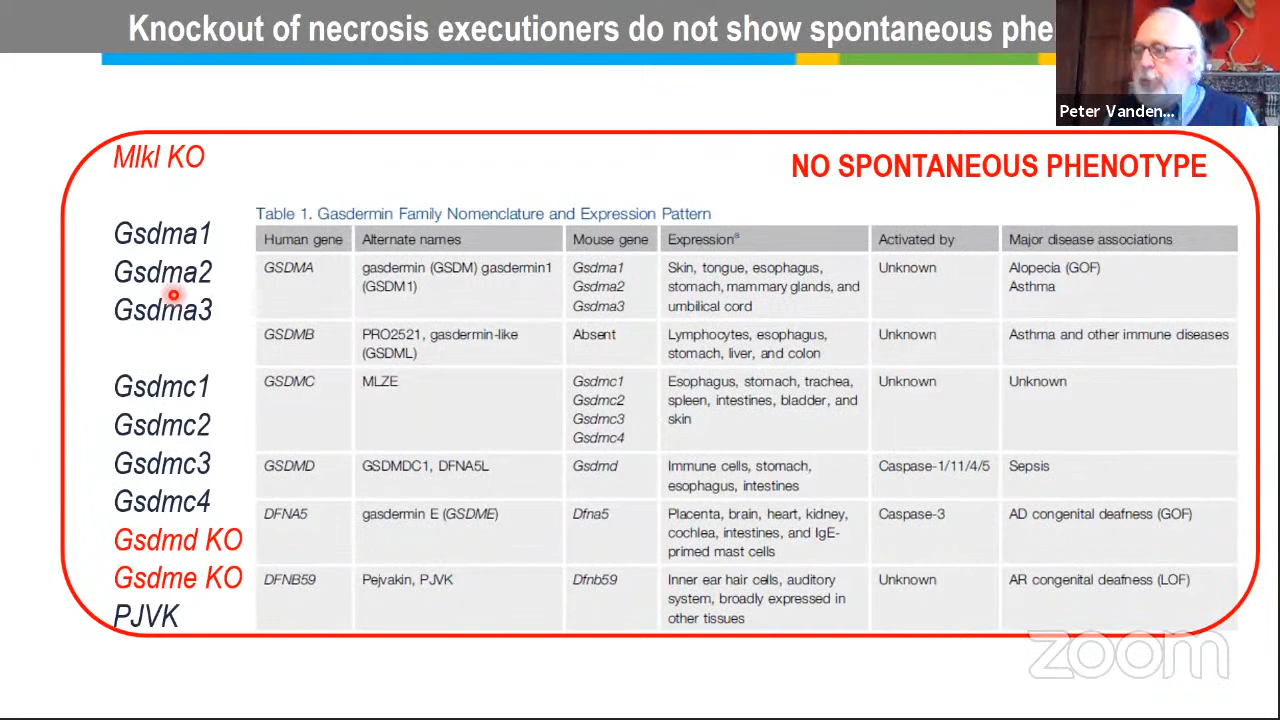 Knockout of necrosis executioners do not show spontaneous phe
Peter Vanden...
Mlkl KO
NO SPONTANEOUS PHENOTYPE
Gsdma1
Gsdma2
Gsdma3
Gsdmc1
Gsdmc2
Gsdmc3
Gsdmc4
Gsdmd KO
Gsdme KO
PJVK
Table 1. Gasdermin Family Nomenclature and Expression Pattern
Human gene Alternate names Mouse gene Expressionᵃ Activated by Major disease associations
GSDMA gasdermin (GSDM) gasdermin1 Gsdma1 Skin, tongue, esophagus, Unknown Alopecia (GOF)
(GSDM1) Gsdma2 stomach, mammary glands, and Asthma
Gsdma3 umbilical cord
GSDMB PRO2521, gasdermin-like Absent Lymphocytes, esophagus, Unknown Asthma and other immune diseases
(GSDML) stomach, liver, and colon
GSDMC MLZE Gsdmc1 Esophagus, stomach, trachea, Unknown Unknown
Gsdmc2 spleen, intestines, bladder, and
Gsdmc3 skin
Gsdmc4
GSDMD GSDMDC1, DFNA5L Gsdmd Immune cells, stomach, Caspase-1/11/4/5 Sepsis
esophagus, intestines
DFNA5 gasdermin E (GSDME) Dfna5 Placenta, brain, heart, kidney, Caspase-3 AD congenital deafness (GOF)
cochlea, intestines, and IgE-
primed mast cells
DFNB59 Pejvakin, PJVK Dfnb59 Inner ear hair cells, auditory Unknown AR congenital deafness (LOF)
system, broadly expressed in
other tissues
zoom